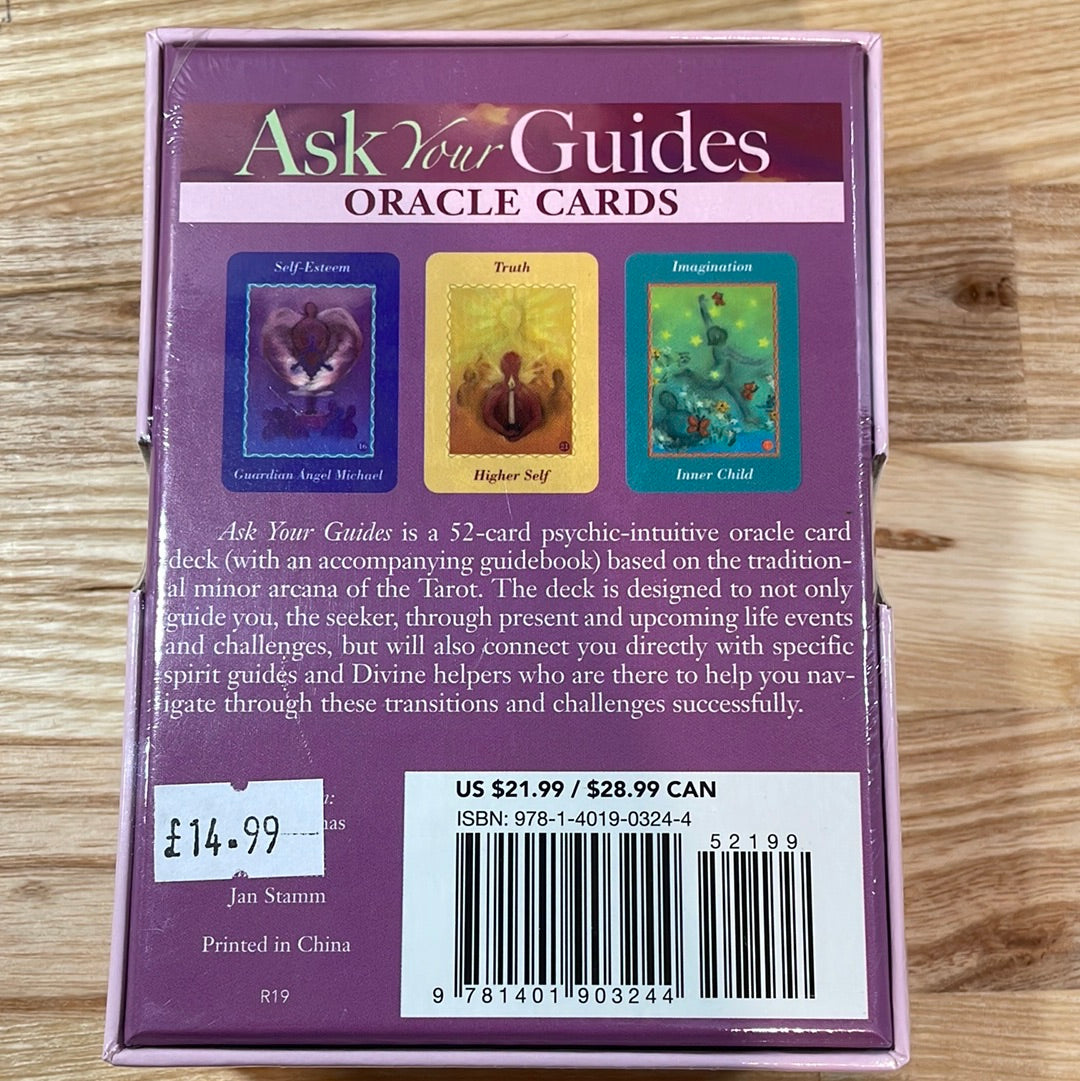 Ask Your Guides
ORACLE CARDS
Self-Esteem
16
Guardian Angel Michael
Truth
21
Higher Self
Imagination
Inner Child
Ask Your Guides is a 52-card psychic-intuitive oracle card
deck (with an accompanying guidebook) based on the tradition-
al minor arcana of the Tarot. The deck is designed to not only
guide you, the seeker, through present and upcoming life events
and challenges, but will also connect you directly with specific
spirit guides and Divine helpers who are there to help you nav-
igate through these transitions and challenges successfully.
£14.99
Jan Stamm
Printed in China
R19
US $21.99 / $28.99 CAN
ISBN: 978-1-4019-0324-4
52199
9 781401 903244